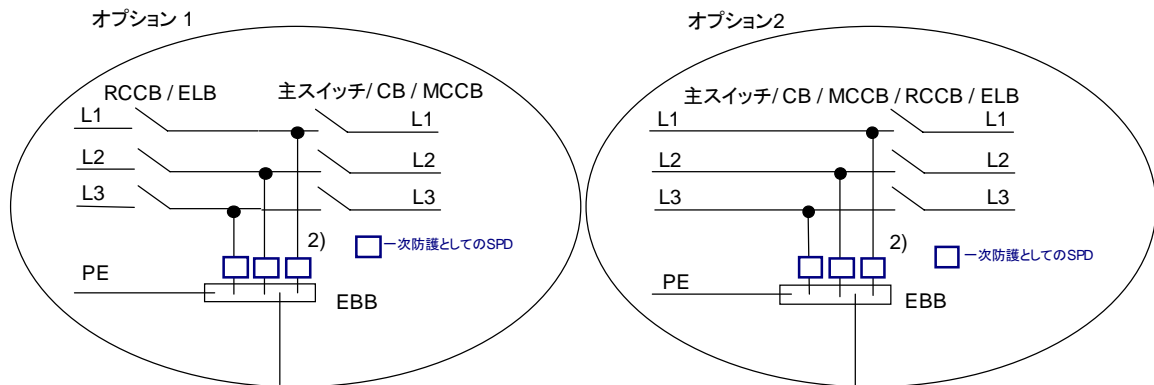 オプション 1
RCCB / ELB
主スイッチ/ CB / MCCB
L1
L1
L2
L2
L3
L3
2)
一次防護としてのSPD
PE
EBB
オプション2
主スイッチ/ CB / MCCB / RCCB / ELB
L1
L1
L2
L2
L3
L3
2)
一次防護としてのSPD
PE
EBB